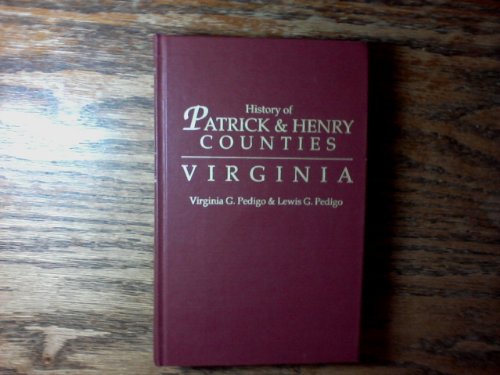 History of
PATRICK & HENRY
COUNTIES
VIRGINIA
Virginia G. Pedigo & Lewis G. Pedigo